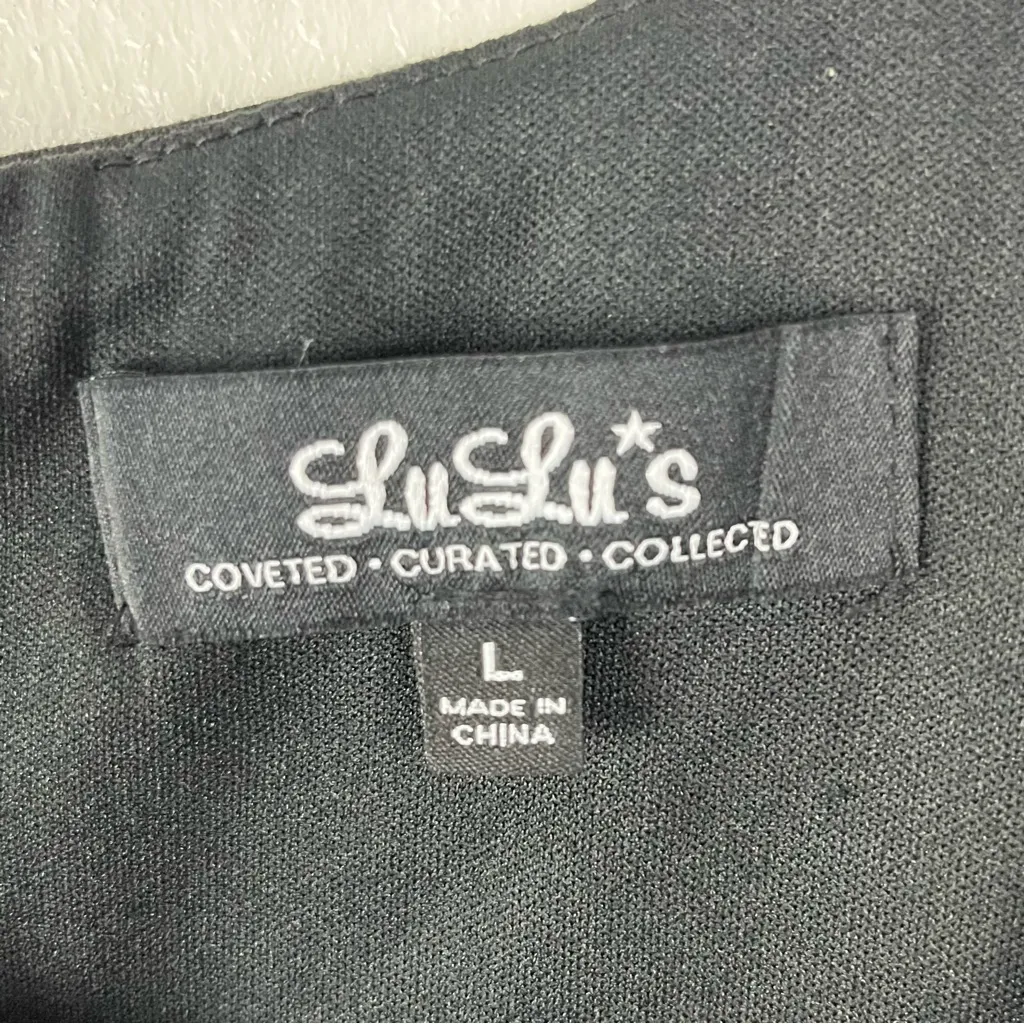 LuLu*s
COVETED • CURATED • COLLECTED
L
MADE IN
CHINA